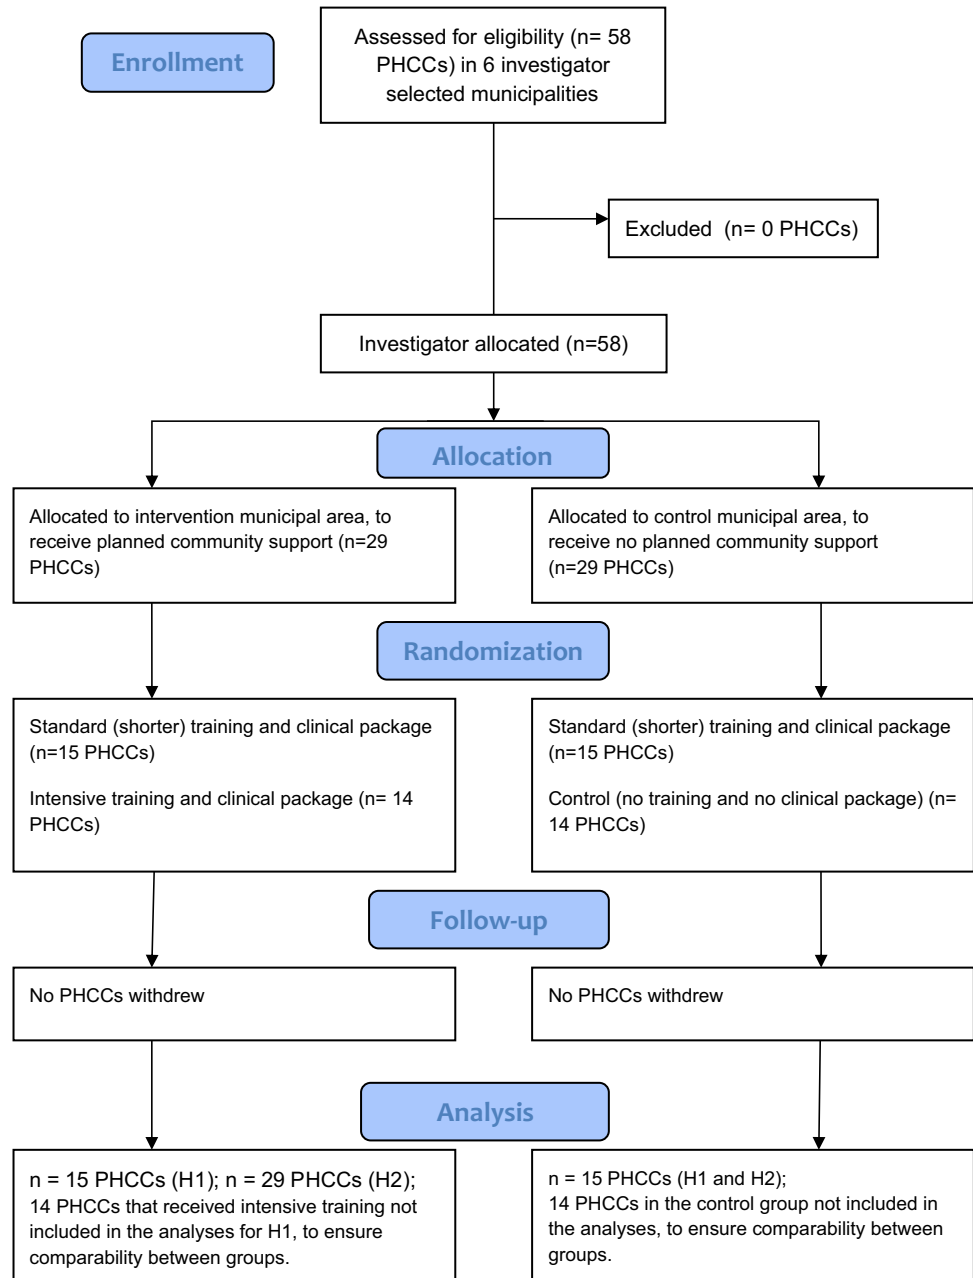 Enrollment
Assessed for eligibility (n= 58
PHCCs) in 6 investigator
selected municipalities
Excluded  (n= 0 PHCCs)
Investigator allocated (n=58)
Allocation
Allocated to intervention municipal area, to
receive planned community support (n=29
PHCCs)
Allocated to control municipal area, to
receive no planned community support
(n=29 PHCCs)
Randomization
Standard (shorter) training and clinical package
(n=15 PHCCs)
Intensive training and clinical package (n= 14
PHCCs)
Standard (shorter) training and clinical package
(n=15 PHCCs)
Control (no training and no clinical package) (n=
14 PHCCs)
Follow-up
No PHCCs withdrew
No PHCCs withdrew
Analysis
n = 15 PHCCs (H1); n = 29 PHCCs (H2);
14 PHCCs that received intensive training not
included in the analyses for H1, to ensure
comparability between groups.
n = 15 PHCCs (H1 and H2);
14 PHCCs in the control group not included in
the analyses, to ensure comparability between
groups.